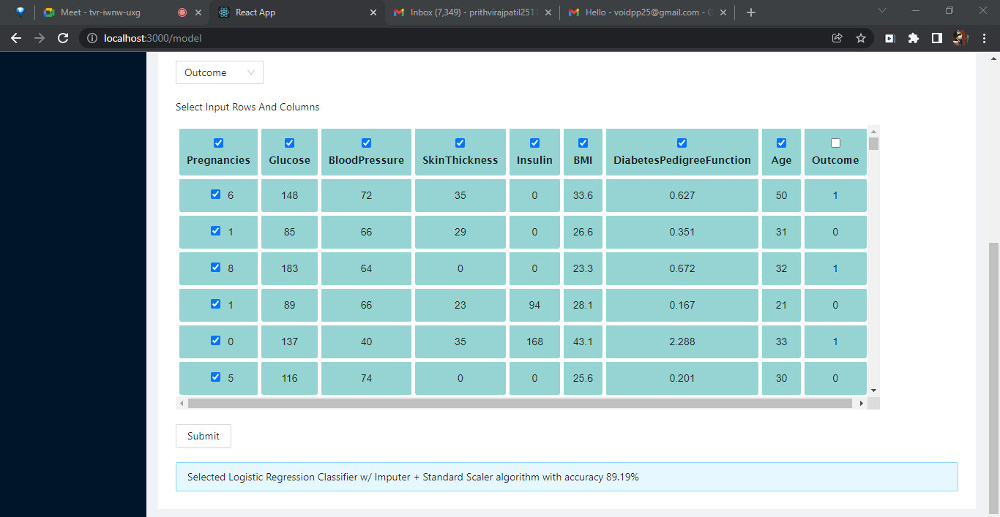 Meet - tvr-iwnw-uxg
React App
Inbox (7,349) - prithvirajpatil2511
Hello - voidpp25@gmail.com - G
localhost:3000/model
Outcome
Select Input Rows And Columns
Pregnancies Glucose BloodPressure SkinThickness Insulin BMI DiabetesPedigreeFunction Age Outcome
6 148 72 35 0 33.6 0.627 50 1
1 85 66 29 0 26.6 0.351 31 0
8 183 64 0 0 23.3 0.672 32 1
1 89 66 23 94 28.1 0.167 21 0
0 137 40 35 168 43.1 2.288 33 1
5 116 74 0 0 25.6 0.201 30 0
Submit
Selected Logistic Regression Classifier w/ Imputer + Standard Scaler algorithm with accuracy 89.19%